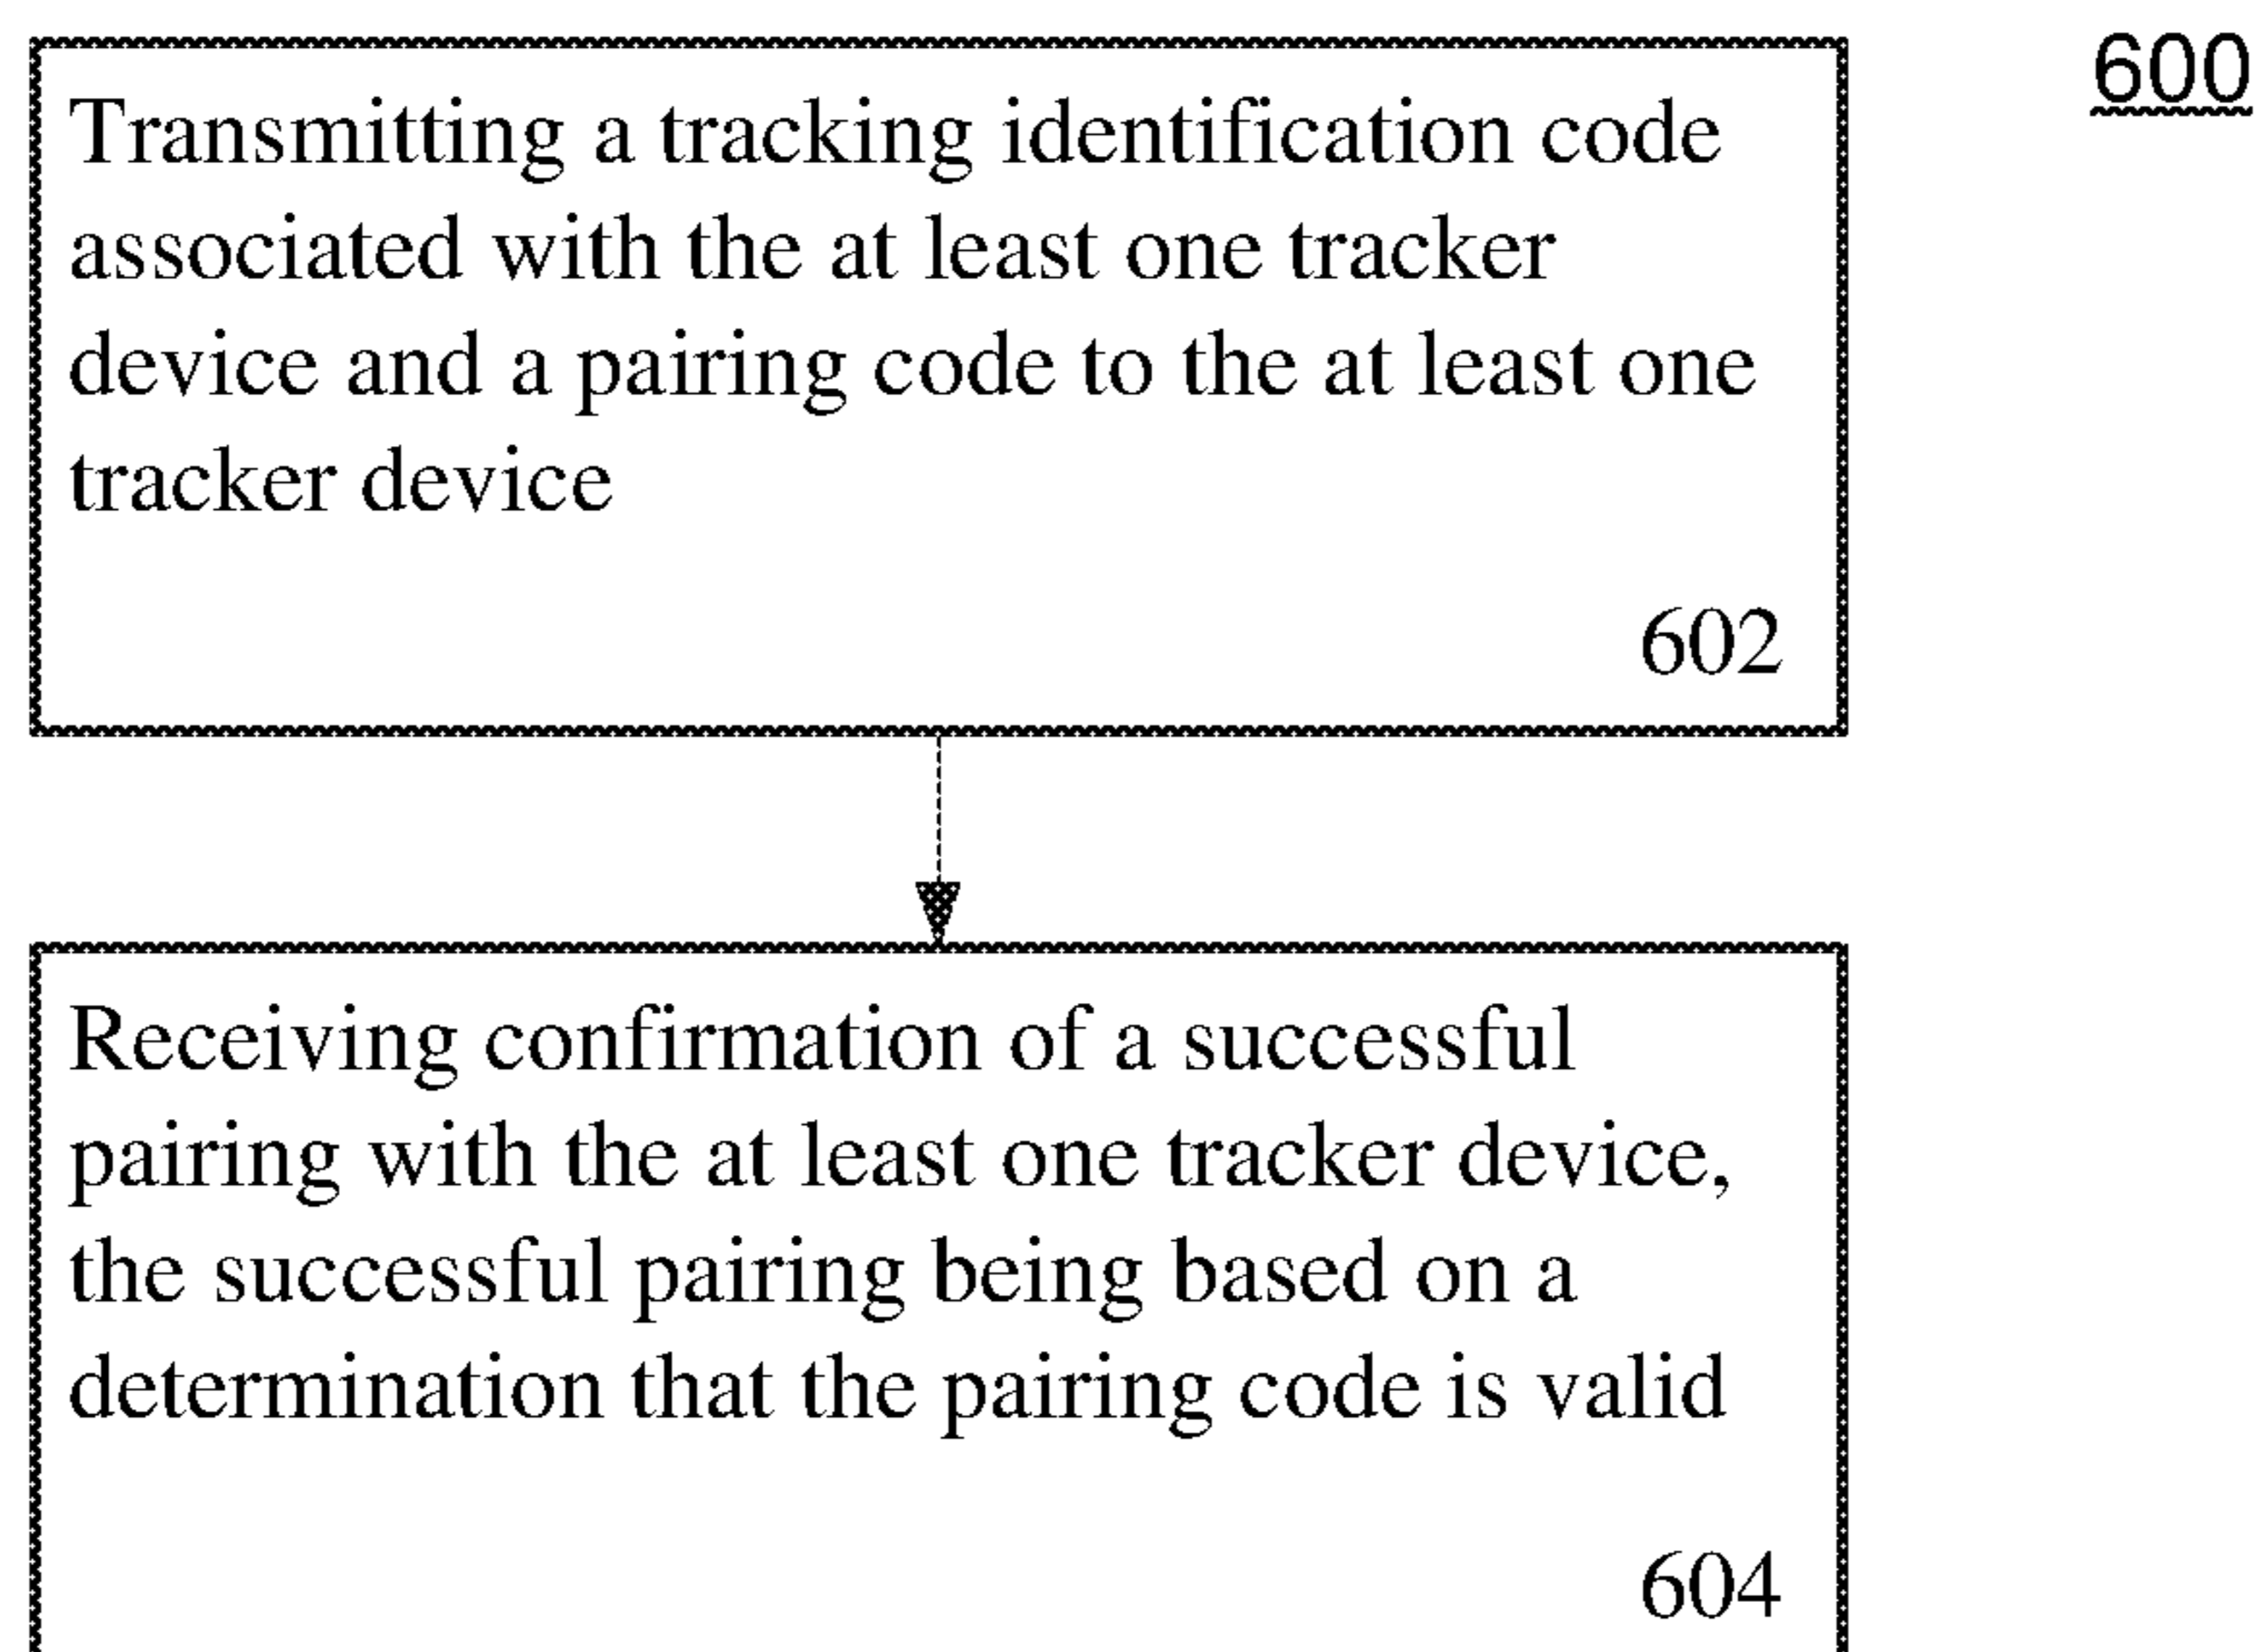 600
Transmitting a tracking identification code
associated with the at least one tracker
device and a pairing code to the at least one
tracker device
602
Receiving confirmation of a successful
pairing with the at least one tracker device,
the successful pairing being based on a
determination that the pairing code is valid
604